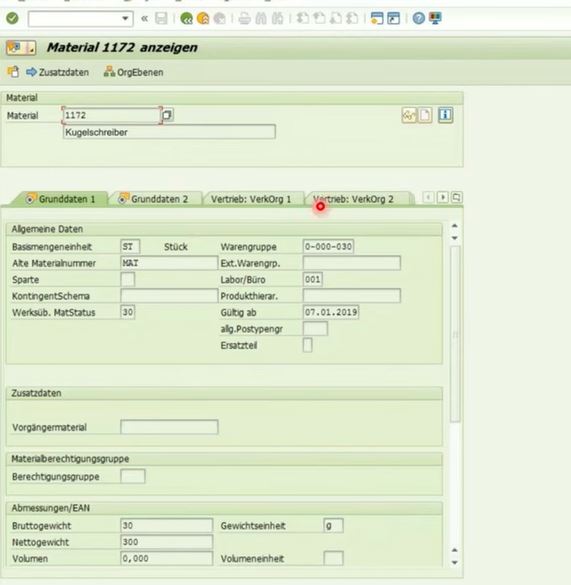 Material 1172 anzeigen
Zusatzdaten OrgEbenen
Material
Material 1172
Kugelschreiber
Grunddaten 1 Grunddaten 2 Vertrieb: VerkOrg 1 Vertrieb: VerkOrg 2
Allgemeine Daten
Basismengeneinheit ST Stück Warengruppe 0-000-030
Alte Materialnummer MAT Ext.Warengrp.
Sparte Labor/Büro 001
KontingentSchema Produkthierar.
Werksüb. MatStatus 30 Gültig ab 07.01.2019
allg.Postypengr
Ersatzteil
Zusatzdaten
Vorgängermaterial
Materialberechtigungsgruppe
Berechtigungsgruppe
Abmessungen/EAN
Bruttogewicht 30 Gewichtseinheit g
Nettogewicht 300
Volumen 0,000 Volumeneinheit